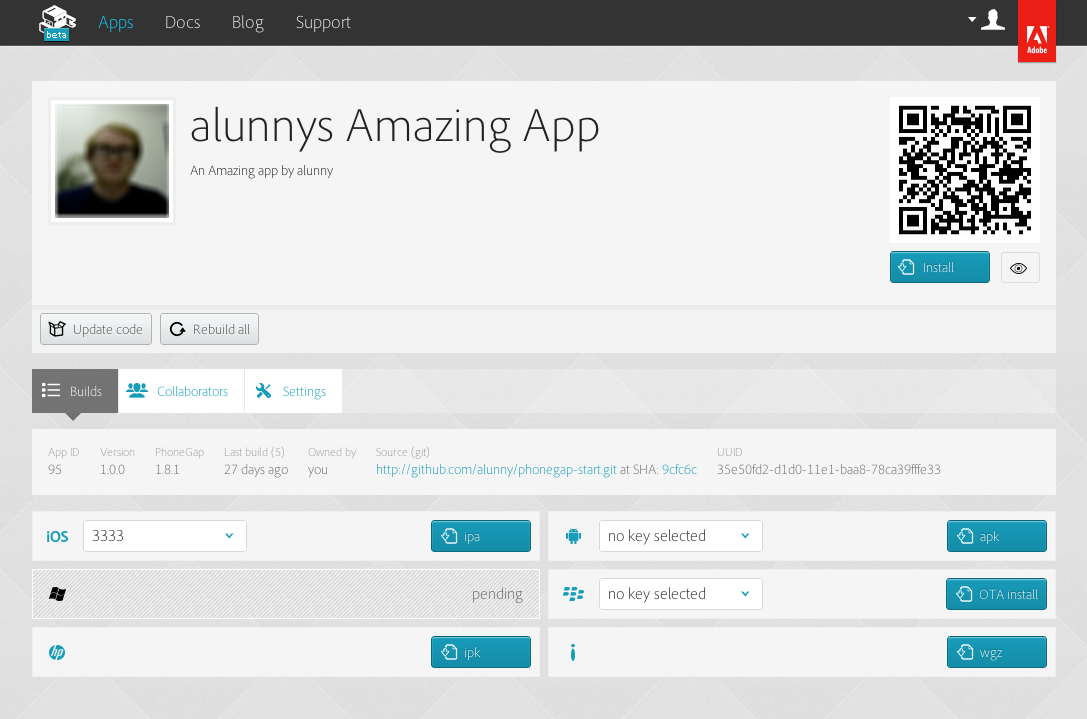 beta Apps Docs Blog Support
Adobe
alunnys Amazing App
An Amazing app by alunny
Install
Update code Rebuild all
Builds Collaborators Settings
App ID Version PhoneGap Last build (5) Owned by Source (git) UUID
95 1.0.0 1.8.1 27 days ago you http://github.com/alunny/phonegap-start.git at SHA: 9cfc6c 35e50fd2-d1d0-11e1-baa8-78ca39fffe33
iOS 3333 ipa no key selected apk
pending no key selected OTA install
hp ipk wgz